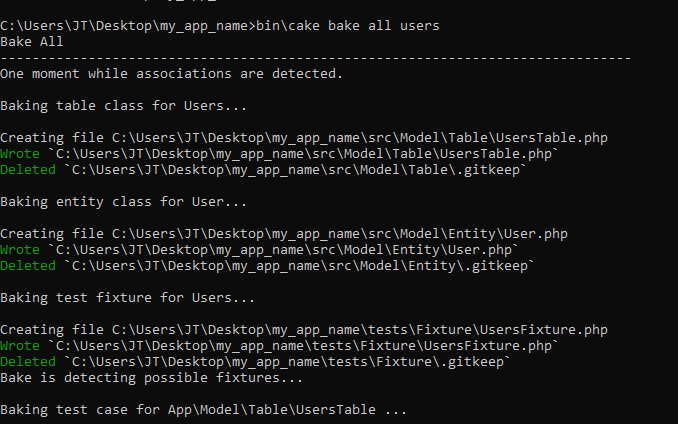 C:\Users\JT\Desktop\my_app_name>bin\cake bake all users
Bake All
-------------------------------------------------------------------------------
One moment while associations are detected.
Baking table class for Users...
Creating file C:\Users\JT\Desktop\my_app_name\src\Model\Table\UsersTable.php
Wrote `C:\Users\JT\Desktop\my_app_name\src\Model\Table\UsersTable.php`
Deleted `C:\Users\JT\Desktop\my_app_name\src\Model\Table\.gitkeep`
Baking entity class for User...
Creating file C:\Users\JT\Desktop\my_app_name\src\Model\Entity\User.php
Wrote `C:\Users\JT\Desktop\my_app_name\src\Model\Entity\User.php`
Deleted `C:\Users\JT\Desktop\my_app_name\src\Model\Entity\.gitkeep`
Baking test fixture for Users...
Creating file C:\Users\JT\Desktop\my_app_name\tests\Fixture\UsersFixture.php
Wrote `C:\Users\JT\Desktop\my_app_name\tests\Fixture\UsersFixture.php`
Deleted `C:\Users\JT\Desktop\my_app_name\tests\Fixture\.gitkeep`
Bake is detecting possible fixtures...
Baking test case for App\Model\Table\UsersTable ...